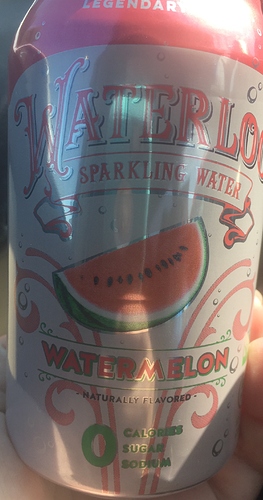 LEGENDARY
WATERLOO
SPARKLING WATER
WATERMELON
- NATURALLY FLAVORED -
0 CALORIES
SUGAR
SODIUM